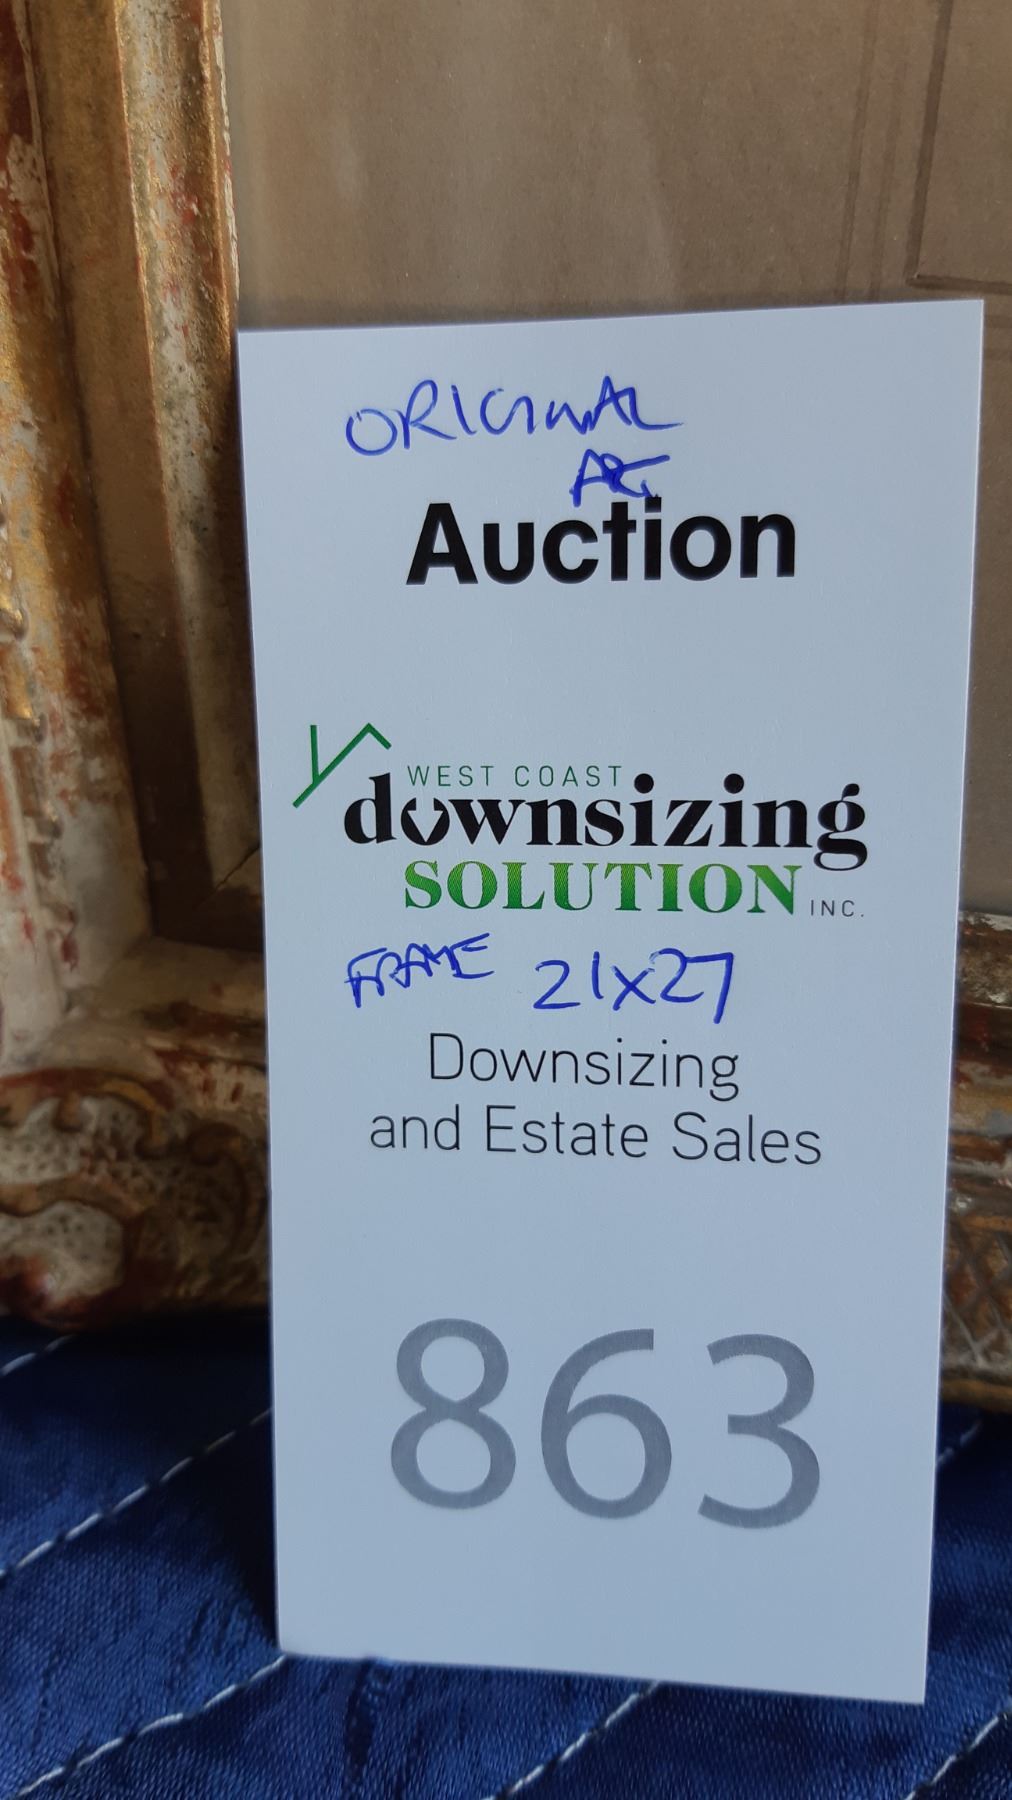 ORIGINAL
ART
Auction
WEST COAST
downsizing
SOLUTION INC.
FRAME 21x27
Downsizing
and Estate Sales
863